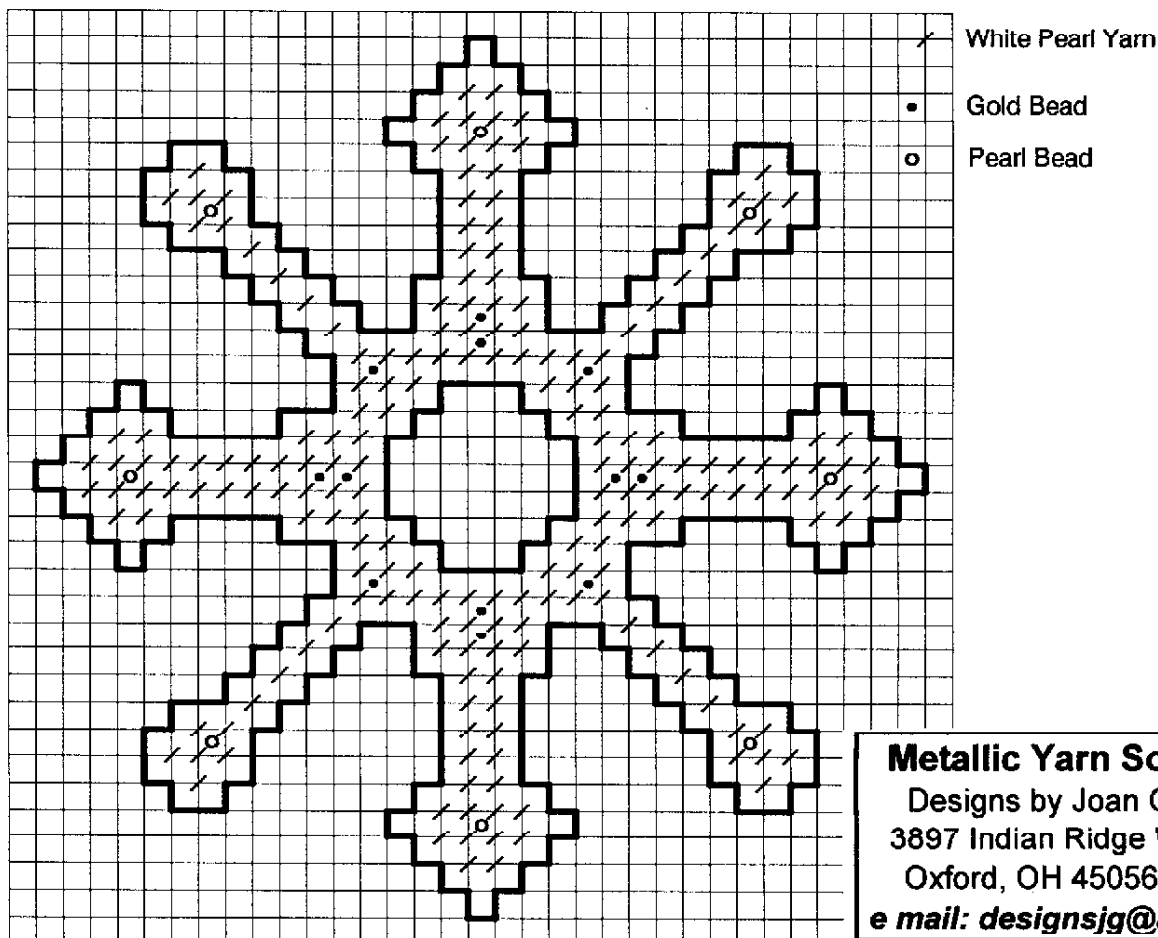 White Pearl Yarn
Gold Bead
Pearl Bead
Metallic Yarn
Designs by Joan
3897 Indian Ridge
Oxford, OH 45056
e mail: designsjg@